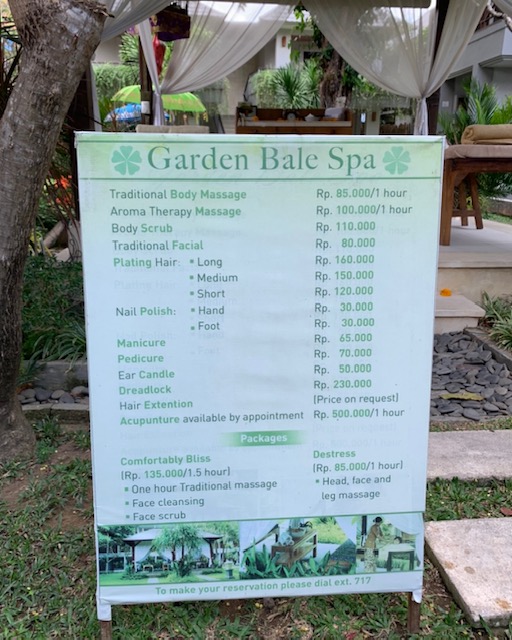 Garden Bale Spa
Traditional Body Massage Rp. 85.000/1 hour
Aroma Therapy Massage Rp. 100.000/1 hour
Body Scrub Rp. 110.000
Traditional Facial Rp. 80.000
Plating Hair: ▪ Long Rp. 160.000
▪ Medium Rp. 150.000
▪ Short Rp. 120.000
Nail Polish: ▪ Hand Rp. 30.000
▪ Foot Rp. 30.000
Manicure Rp. 65.000
Pedicure Rp. 70.000
Ear Candle Rp. 50.000
Dreadlock Rp. 230.000
Hair Extention (Price on request)
Acupunture available by appointment Rp. 500.000/1 hour
Packages
Comfortably Bliss
(Rp. 135.000/1.5 hour)
▪ One hour Traditional massage
▪ Face cleansing
▪ Face scrub
Destress
(Rp. 85.000/1 hour)
▪ Head, face and
leg massage
To make your reservation please dial ext. 717